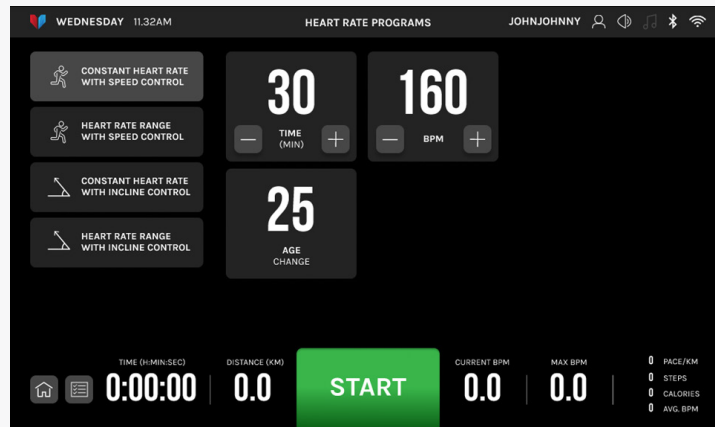 WEDNESDAY 11.32AM
HEART RATE PROGRAMS
JOHNJOHNNY
CONSTANT HEART RATE
WITH SPEED CONTROL
HEART RATE RANGE
WITH SPEED CONTROL
CONSTANT HEART RATE
WITH INCLINE CONTROL
HEART RATE RANGE
WITH INCLINE CONTROL
30
TIME
(MIN)
160
BPM
25
AGE
CHANGE
TIME (H:MIN:SEC)
0:00:00
DISTANCE (KM)
0.0
START
CURRENT BPM
0.0
MAX BPM
0.0
0 PACE/KM
0 STEPS
0 CALORIES
0 AVG. BPM